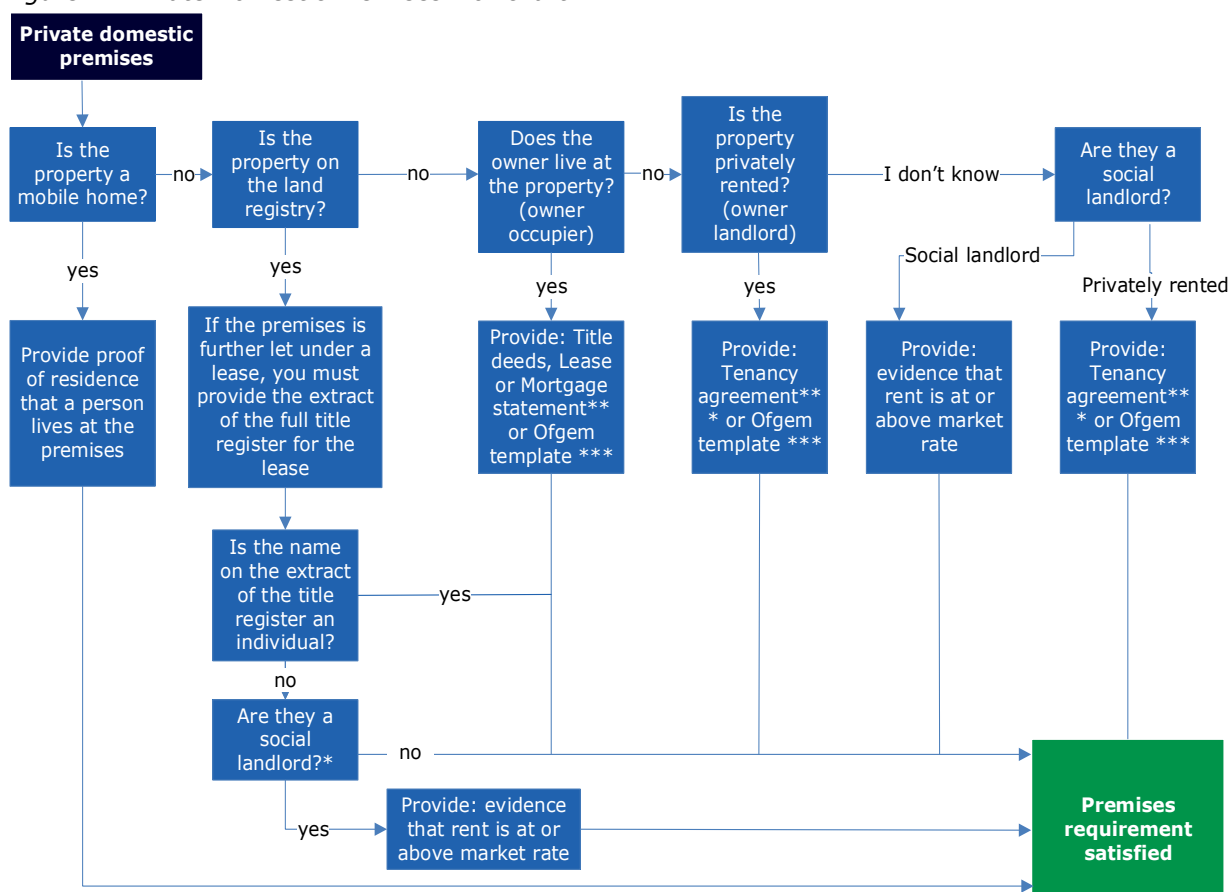 Private domestic
premises
Is the
property a
mobile home?
no
Is the
property on
the land
registry?
no
Does the
owner live at
the property?
(owner
occupier)
no
Is the
property
privately
rented?
(owner
landlord)
I don't know
Are they a
social
landlord?
yes
yes
yes
yes
Social landlord
Privately rented
Provide proof
of residence
that a person
lives at the
premises
If the premises is
further let under a
lease, you must
provide the extract
of the full title
register for the
lease
Provide: Title
deeds, Lease
or Mortgage
statement**
or Ofgem
template ***
Provide:
Tenancy
agreement**
* or Ofgem
template ***
Provide:
evidence that
rent is at or
above market
rate
Provide:
Tenancy
agreement**
* or Ofgem
template ***
Is the name
on the extract
of the title
register an
individual?
yes
no
Are they a
social
landlord?*
no
yes
Provide: evidence
that rent is at or
above market rate
Premises
requirement
satisfied